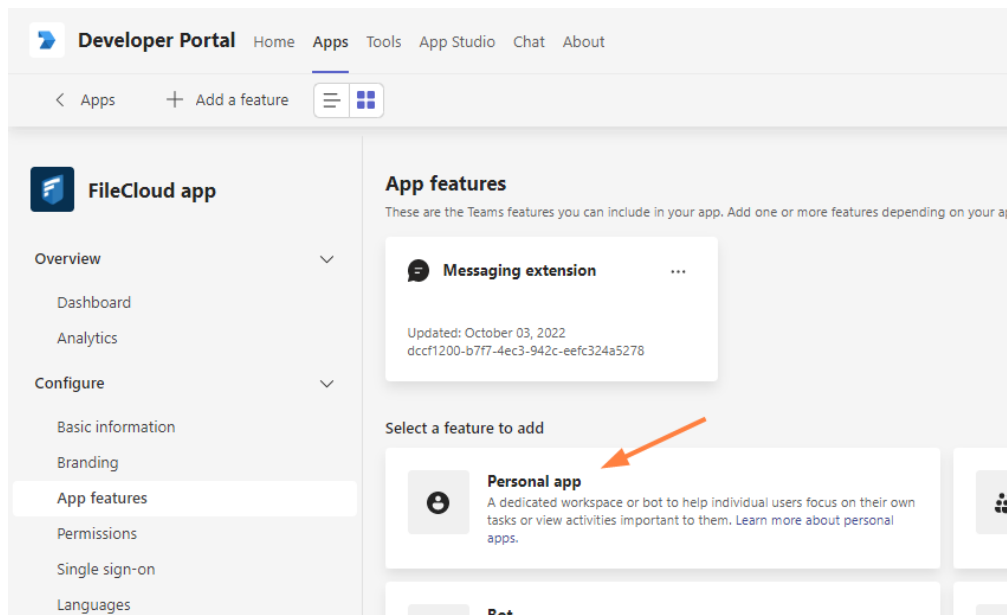 Developer Portal Home Apps Tools App Studio Chat About
Apps Add a feature
FileCloud app
Overview
Dashboard
Analytics
Configure
Basic information
Branding
App features
Permissions
Single sign-on
Languages
App features
These are the Teams features you can include in your app. Add one or more features depending on your
Messaging extension
Updated: October 03, 2022
dccf1200-b7f7-4ec3-942c-eefc324a5278
Select a feature to add
Personal app
A dedicated workspace or bot to help individual users focus on their own
tasks or view activities important to them. Learn more about personal
apps.
Bot